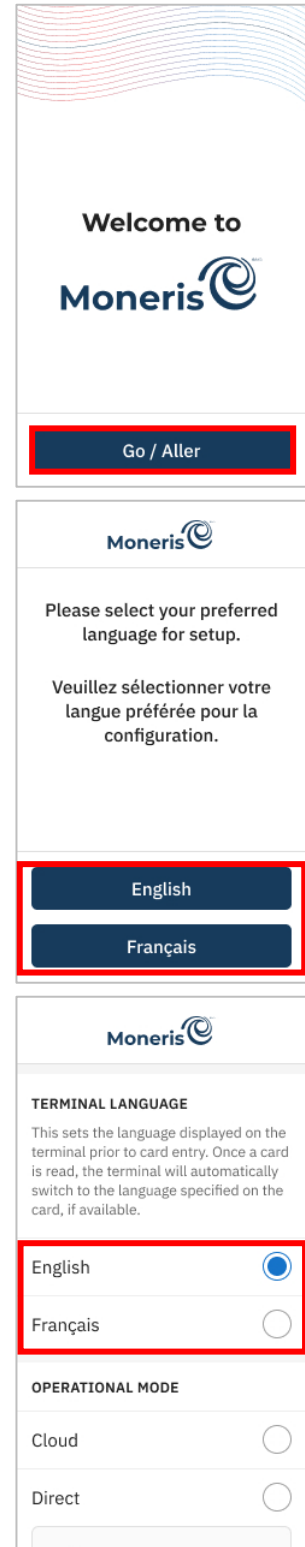 Welcome to
Moneris
Go / Aller
Moneris
Please select your preferred
language for setup.
Veuillez sélectionner votre
langue préférée pour la
configuration.
English
Français
Moneris
TERMINAL LANGUAGE
This sets the language displayed on the
terminal prior to card entry. Once a card
is read, the terminal will automatically
switch to the language specified on the
card, if available.
English
Français
OPERATIONAL MODE
Cloud
Direct